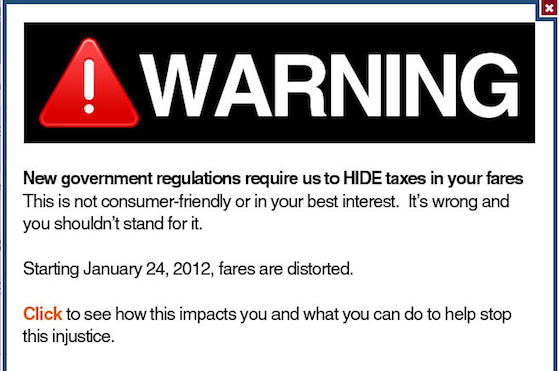 WARNING
New government regulations require us to HIDE taxes in your fares
This is not consumer-friendly or in your best interest.  It's wrong and
you shouldn't stand for it.
Starting January 24, 2012, fares are distorted.
Click to see how this impacts you and what you can do to help stop
this injustice.